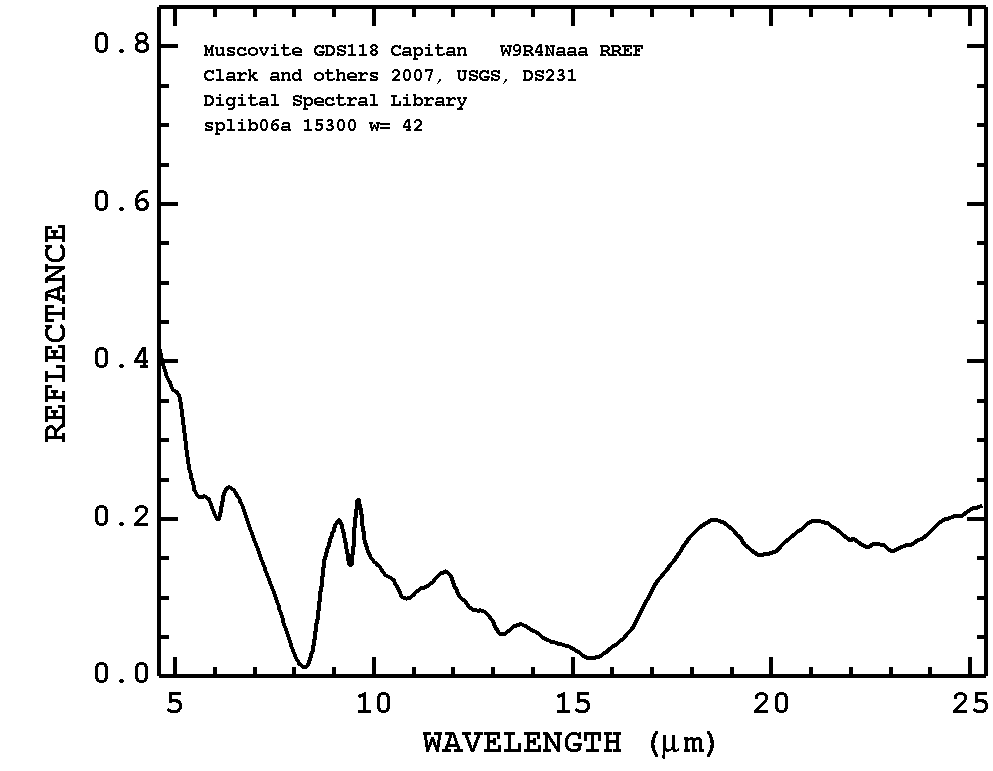 0.8
Muscovite GDS118 Capitan W9R4Naaa RREF
Clark and others 2007, USGS, DS231
Digital Spectral Library
splib06a 15300 w= 42
0.6
REFLECTANCE
0.4
0.2
0.0
5 10 15 20 25
WAVELENGTH (μm)